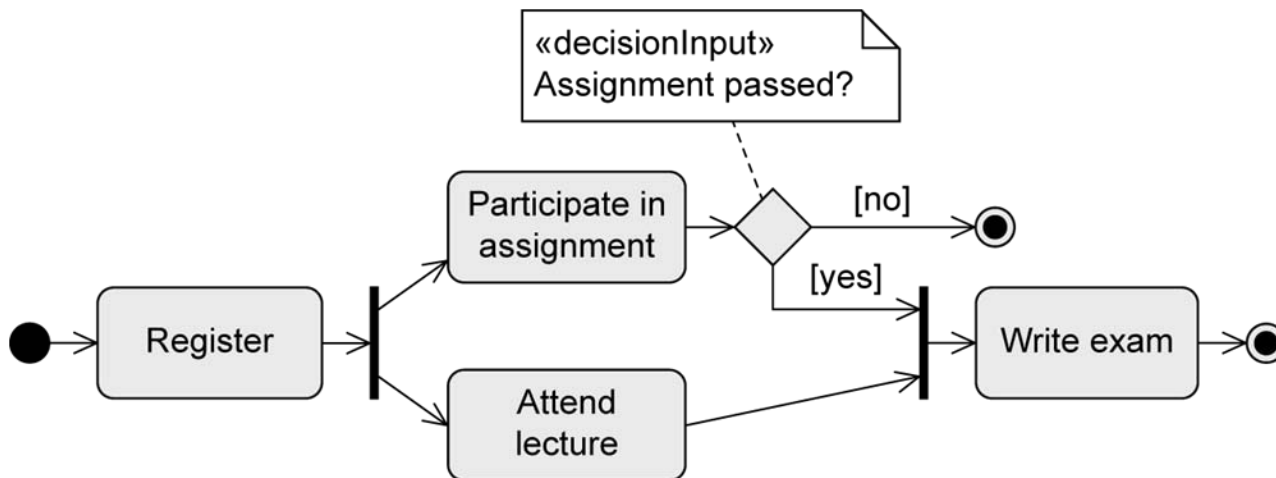 «decisionInput»
Assignment passed?
Participate in
assignment
[no]
[yes]
Register
Write exam
Attend
lecture